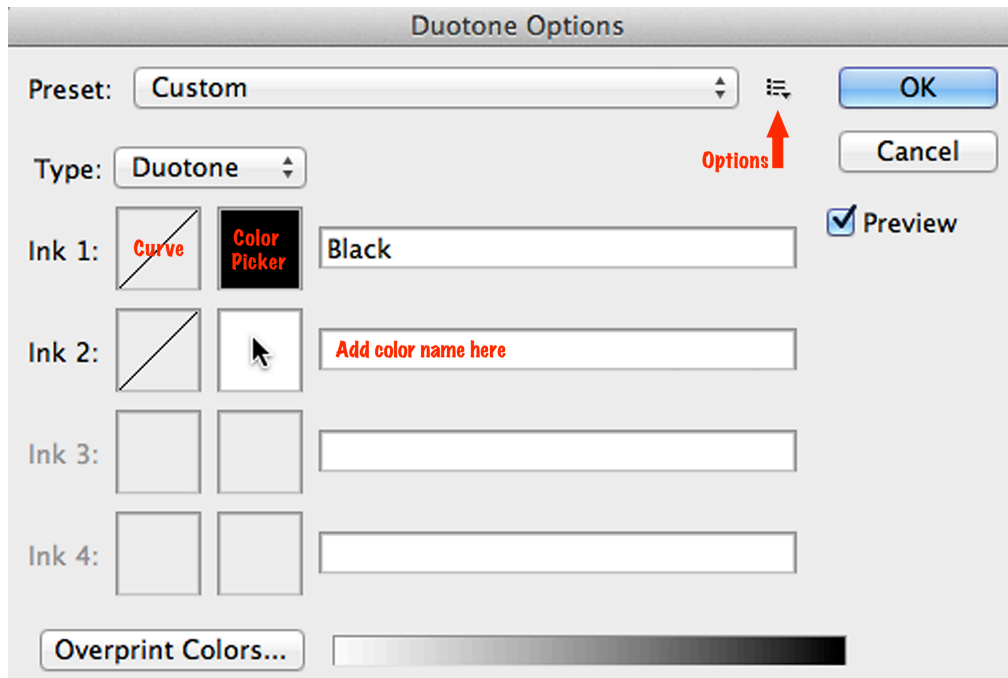 Duotone Options
Preset: Custom
OK
Options
Cancel
Type: Duotone
Preview
Ink 1: Curve Color Picker Black
Ink 2: Add color name here
Ink 3:
Ink 4:
Overprint Colors...